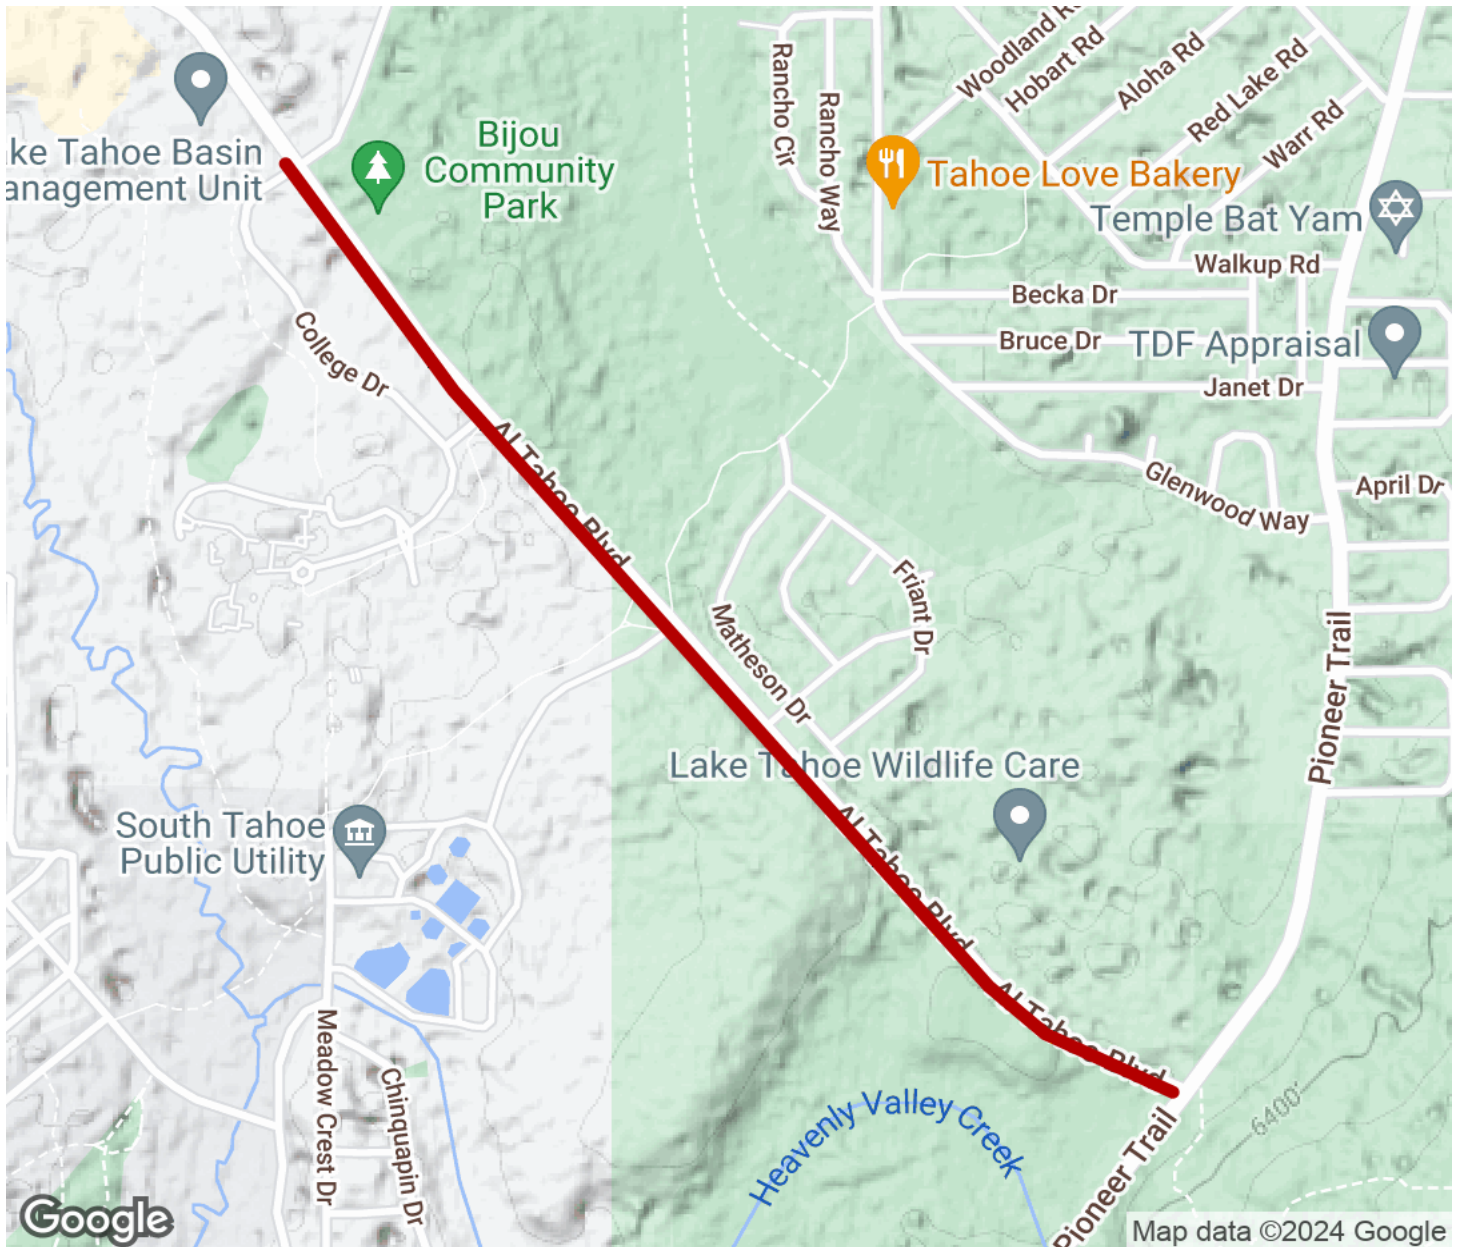 Woodland Rd
Hobart Rd
Aloha Rd
Red Lake Rd
Warr Rd
Rancho Cir
Rancho Way
ke Tahoe Basin
anagement Unit
Bijou
Community
Park
Tahoe Love Bakery
Temple Bat Yam
Walkup Rd
Becka Dr
Bruce Dr
TDF Appraisal
Janet Dr
College Dr
Al Tahoe Blvd
Glenwood Way
April Dr
Friant Dr
Matheson Dr
Pioneer Trail
Lake Tahoe Wildlife Care
South Tahoe
Public Utility
Al Tahoe Blvd
Al Tahoe Blvd
Meadow Crest Dr
Chinquapin Dr
Heavenly Valley Creek
6400'
Pioneer Trail
Google
Map data ©2024 Google